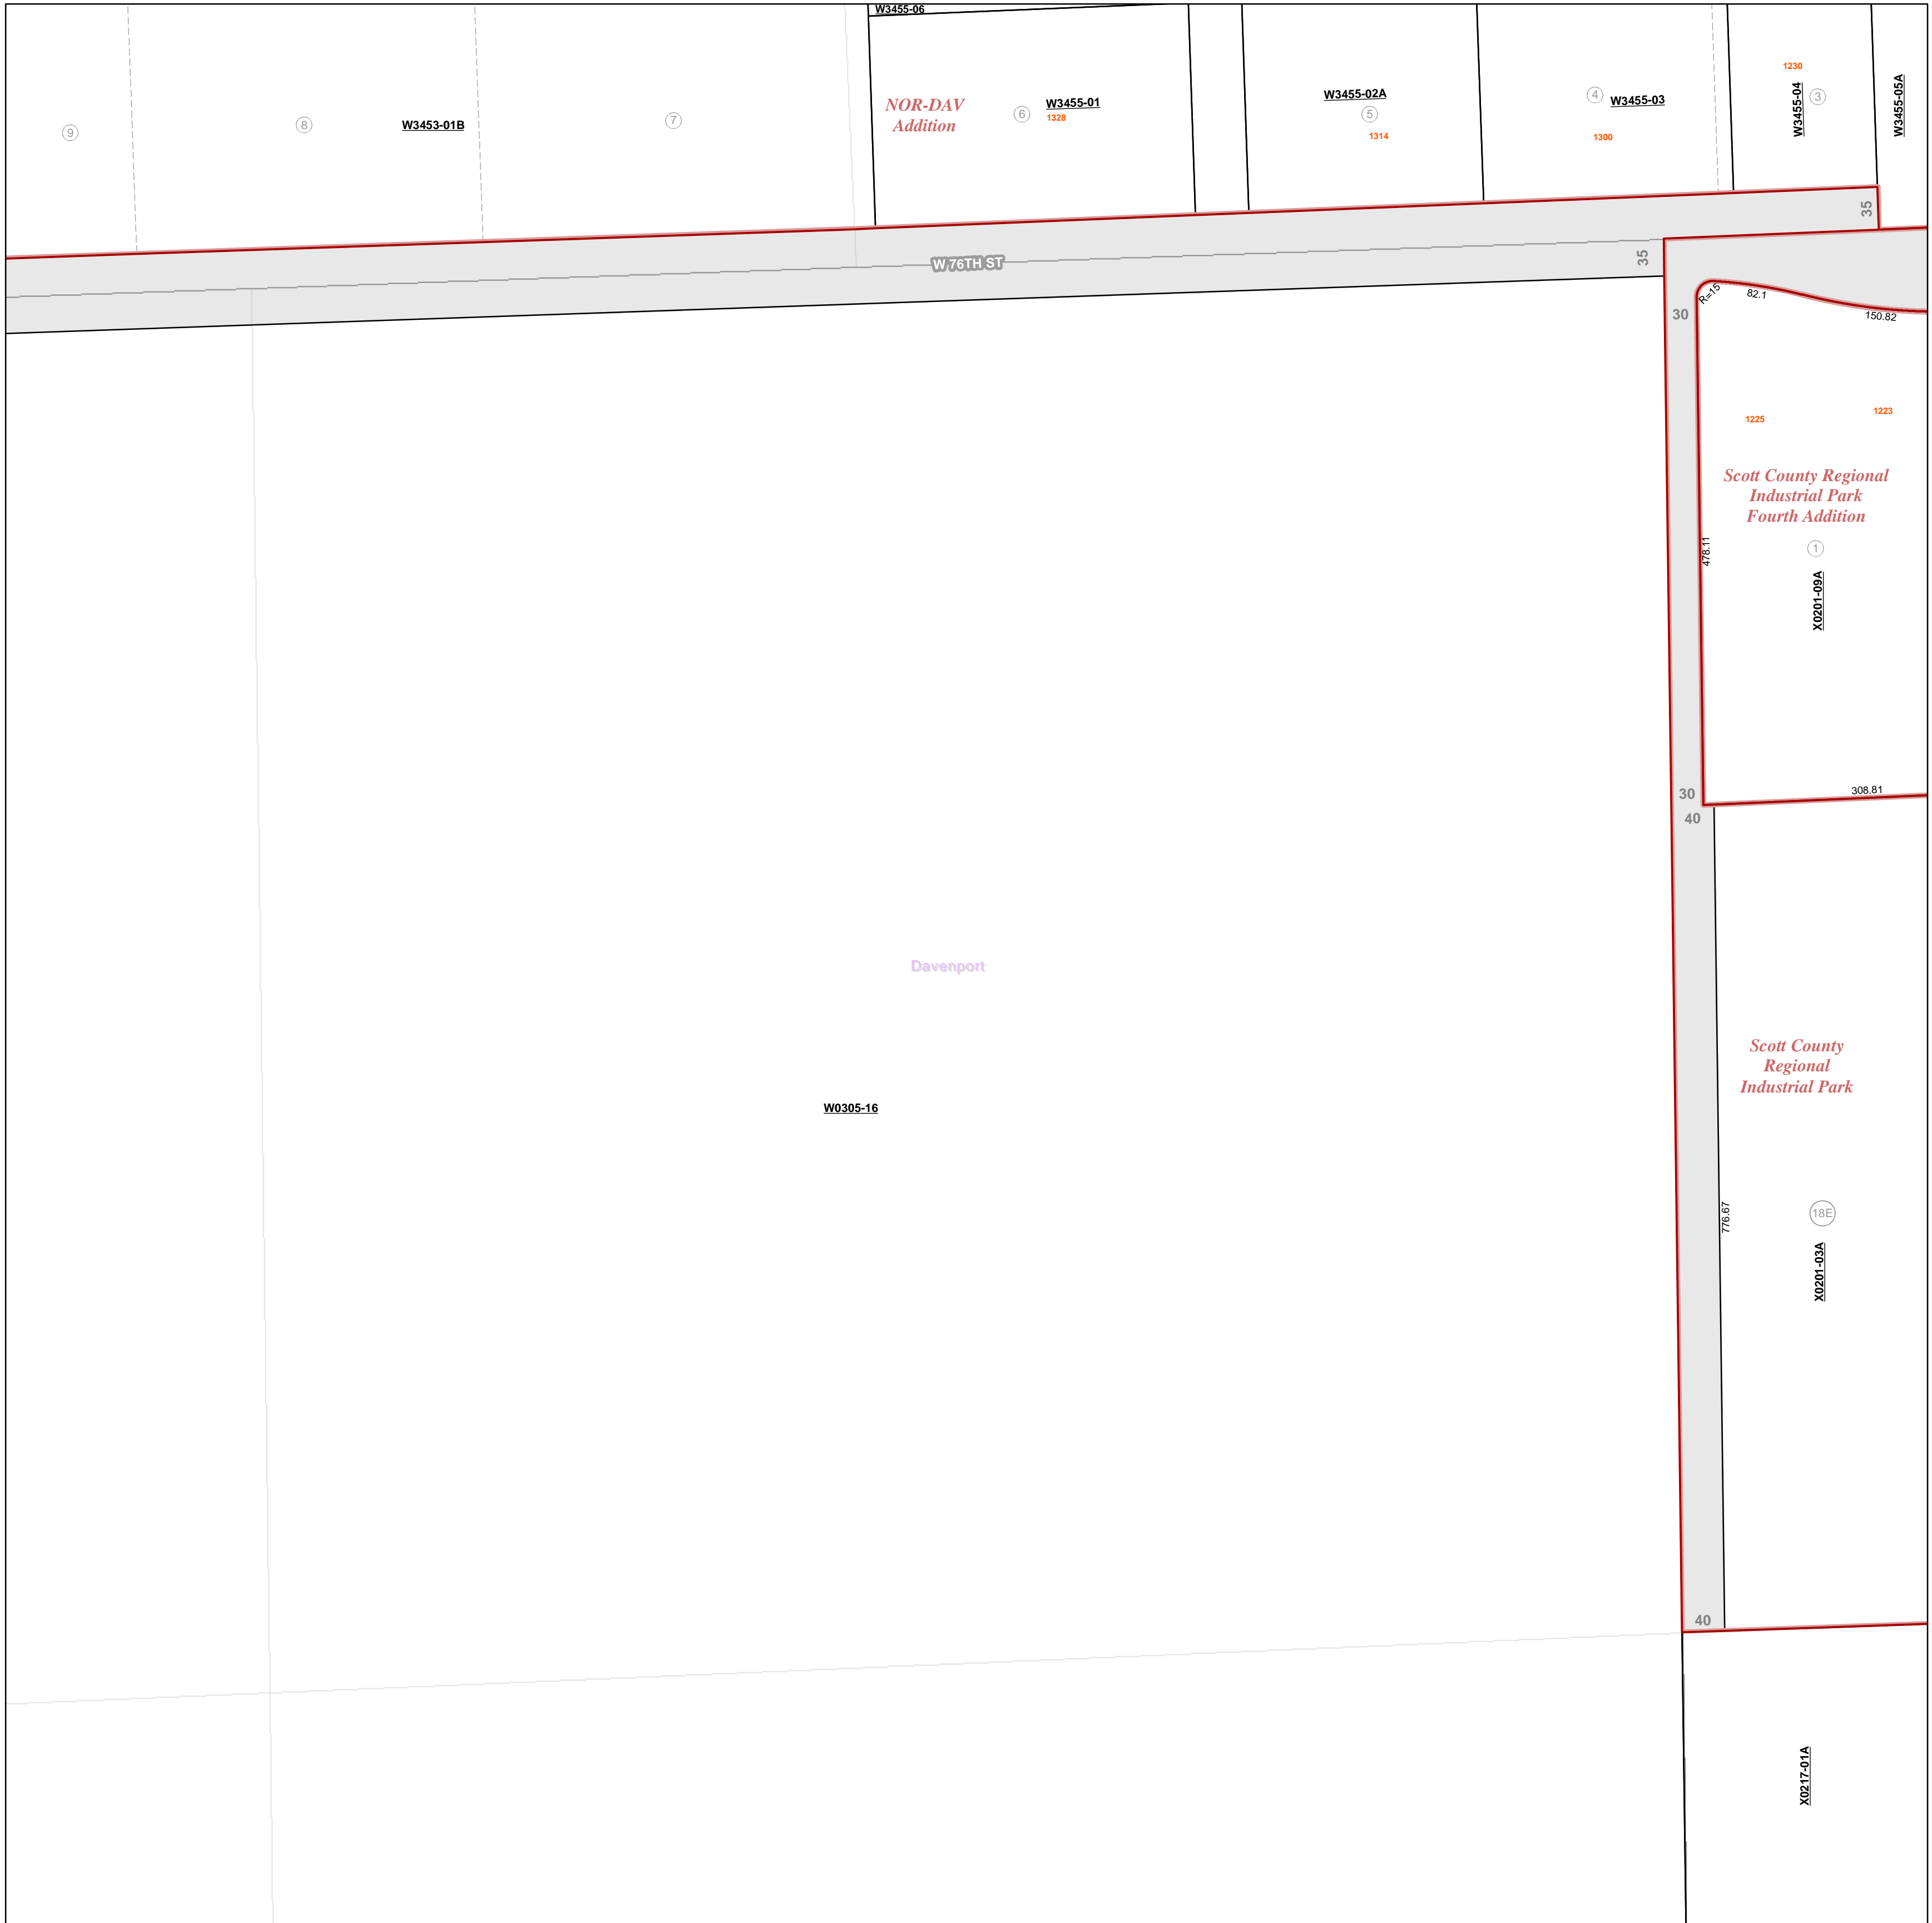 W3455-06
9
8
W3453-01B
7
NOR-DAV
Addition
6
W3455-01
1328
W3455-02A
5
1314
4
W3455-03
1300
1230
W3455-04
3
W3455-05A
35
W 76TH ST
35
30
R=15
82.1
150.82
1225
1223
Scott County Regional
Industrial Park
Fourth Addition
478.11
1
X0201-09A
30
308.81
40
Davenport
Scott County
Regional
Industrial Park
W0305-16
776.67
18E
X0201-03A
40
X0217-01A